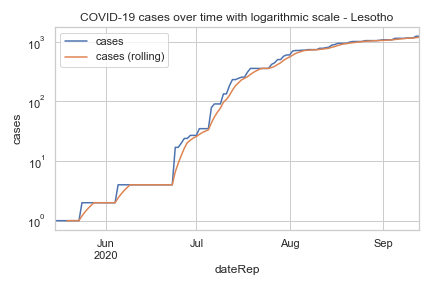 COVID-19 cases over time with logarithmic scale - Lesotho
cases
cases (rolling)
10³
10²
10¹
10⁰
cases
Jun
2020
Jul
Aug
Sep
dateRep